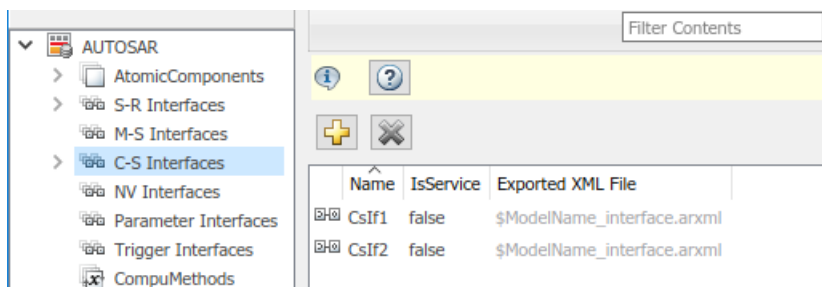 Filter Contents
AUTOSAR
AtomicComponents
S-R Interfaces
M-S Interfaces
C-S Interfaces
NV Interfaces
Parameter Interfaces
Trigger Interfaces
CompuMethods
Name IsService Exported XML File
CsIf1 false $ModelName_interface.arxml
CsIf2 false $ModelName_interface.arxml